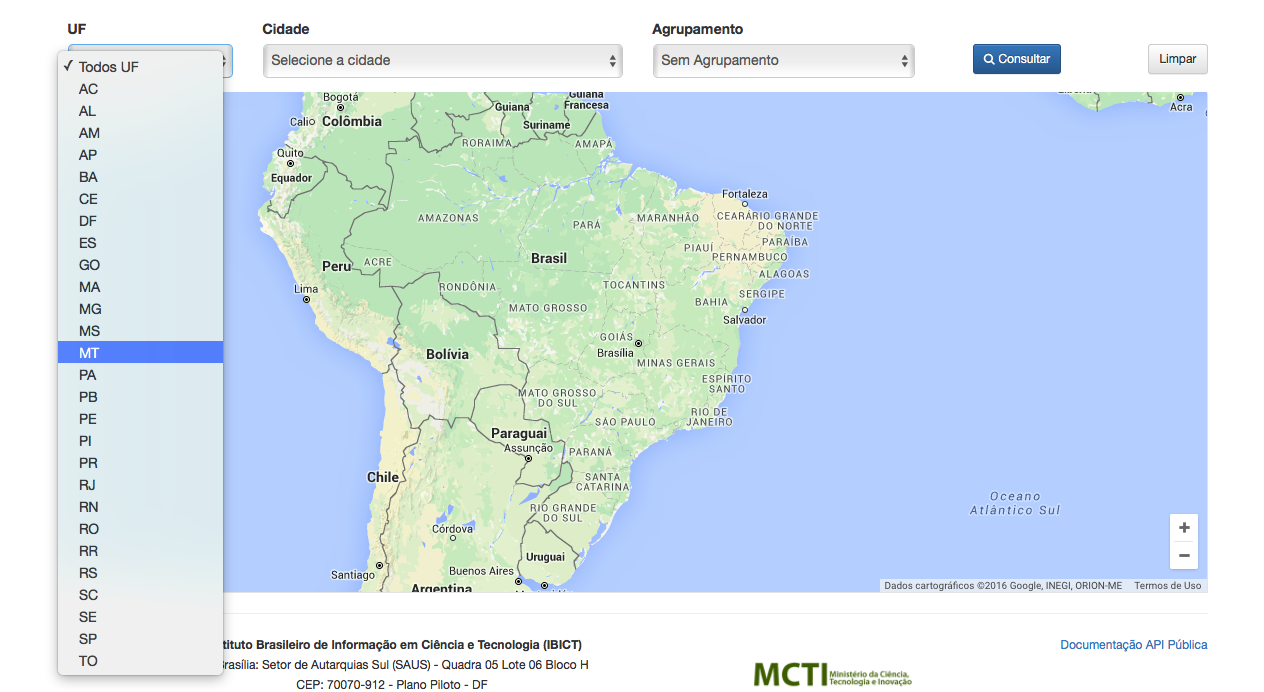 UF
Cidade
Agrupamento
Selecione a cidade
Sem Agrupamento
Consultar
Limpar
✓ Todos UF
AC
AL
AM
AP
BA
CE
DF
ES
GO
MA
MG
MS
MT
PA
PB
PE
PI
PR
RJ
RN
RO
RR
RS
SC
SE
SP
TO
Bogotá
Calio
Colômbia
Guiana
Guiana
Francesa
Suriname
RORAIMA
AMAPÁ
Quito
Equador
Acra
Fortaleza
AMAZONAS
PARÁ
MARANHÃO
CEARÁ
RIO GRANDE
DO NORTE
PARAÍBA
PIAUÍ
PERNAMBUCO
Brasil
Peru
ACRE
ALAGOAS
Lima
RONDÔNIA
TOCANTINS
SERGIPE
BAHIA
MATO GROSSO
Salvador
GOIÁS
Brasília
Bolívia
MINAS GERAIS
ESPÍRITO
SANTO
MATO GROSSO
DO SUL
RIO DE
JANEIRO
SÃO PAULO
Paraguai
Assunção
PARANÁ
Chile
SANTA
CATARINA
RIO GRANDE
DO SUL
Oceano
Atlântico Sul
Córdova
Uruguai
Santiago
Buenos Aires
Argentina
+
−
Dados cartográficos ©2016 Google, INEGI, ORION-ME
Termos de Uso
tituto Brasileiro de Informação em Ciência e Tecnologia (IBICT)
Brasília: Setor de Autarquias Sul (SAUS) - Quadra 05 Lote 06 Bloco H
CEP: 70070-912 - Plano Piloto - DF
MCTI Ministério da Ciência,
Tecnologia e Inovação
Documentação API Pública